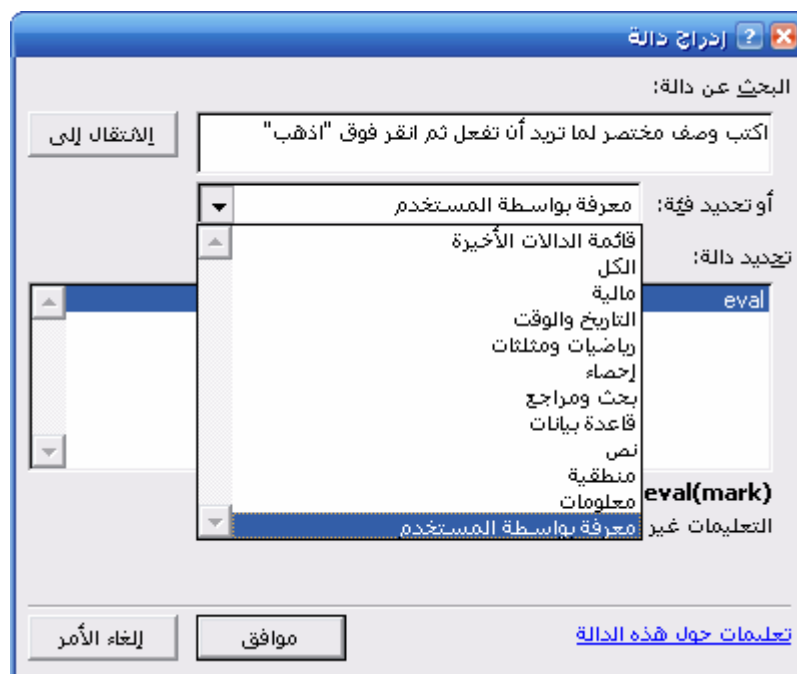 إدراج دالة
البحث عن دالة:
اكتب وصف مختصر لما تريد أن تفعل ثم انقر فوق "اذهب"
الانتقال إلى
أو تحديد فئة: معرفة بواسطة المستخدم
قائمة الدالات الأخيرة
الكل
مالية
التاريخ والوقت
رياضيات ومثلثات
إحصاء
بحث ومراجع
قاعدة بيانات
نص
منطقية
معلومات
معرفة بواسطة المستخدم
تحديد دالة:
eval
eval(mark)
التعليمات غير
تعليمات حول هذه الدالة
موافق
إلغاء الأمر